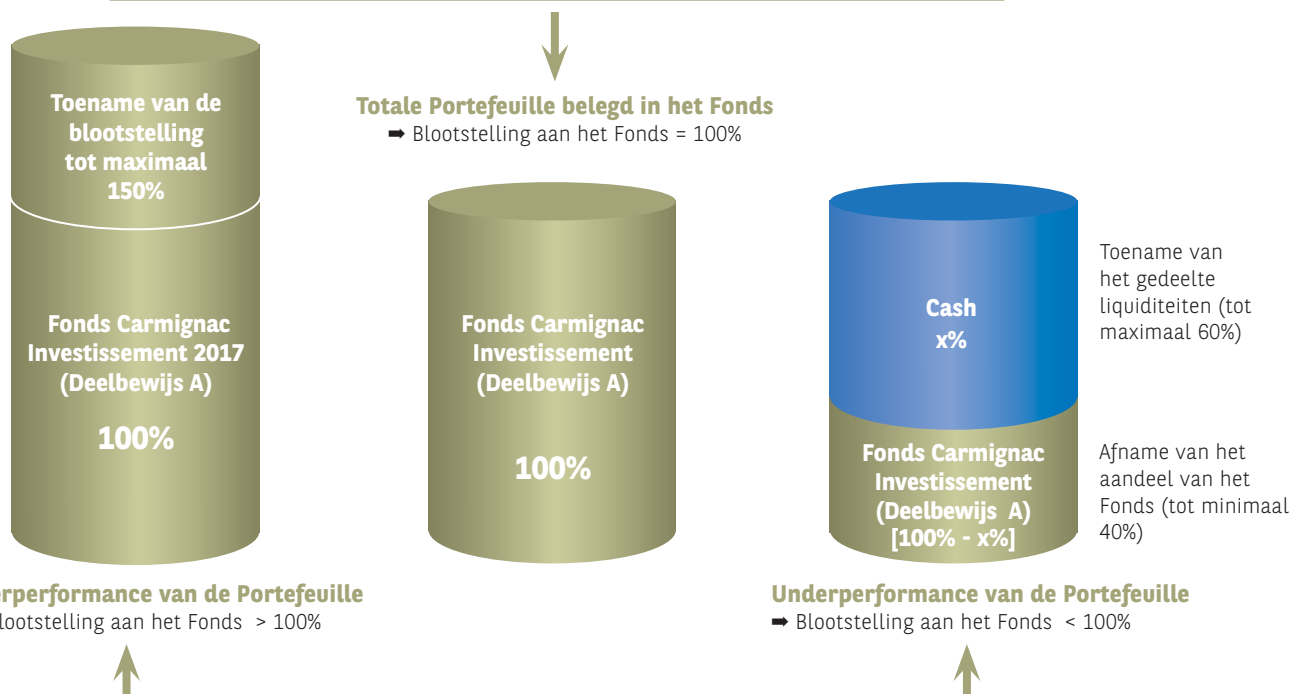 Toename van de
blootstelling
tot maximaal
150%
Fonds Carmignac
Investissement 2017
(Deelbewijs A)
100%
erperformance van de Portefeuille
lootstelling aan het Fonds > 100%
Totale Portefeuille belegd in het Fonds
➡ Blootstelling aan het Fonds = 100%
Fonds Carmignac
Investissement
(Deelbewijs A)
100%
Cash
x%
Toename van
het gedeelte
liquiditeiten (tot
maximaal 60%)
Fonds Carmignac
Investissement
(Deelbewijs A)
[100% - x%]
Afname van het
aandeel van het
Fonds (tot minimaal
40%)
Underperformance van de Portefeuille
➡ Blootstelling aan het Fonds < 100%